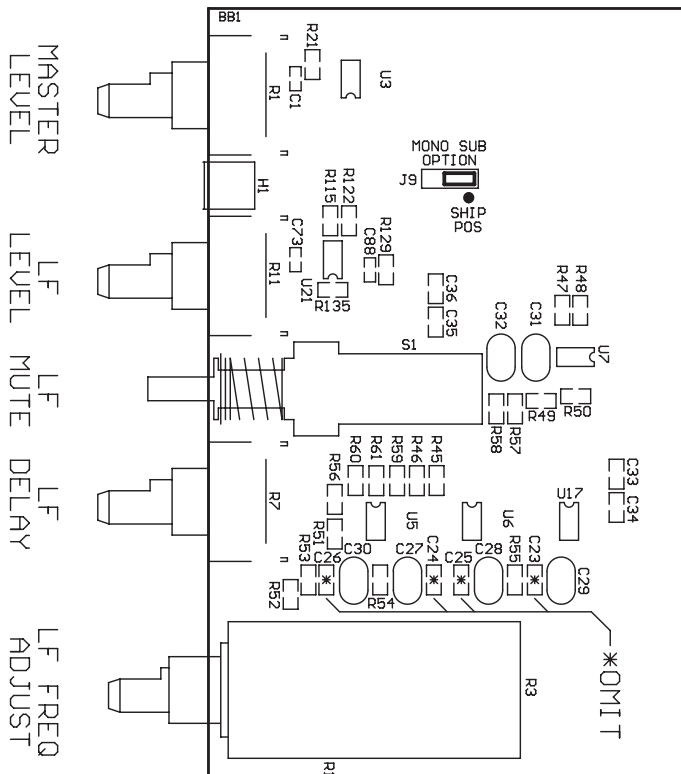 BB1
R21
C1
U3
R1
MASTER
LEVEL
MONO SUB
OPTION
J9
SHIP
POS
H1
R115
R122
C73
C88
R129
U21
R135
R11
LF
LEVEL
C36
C35
R47
R48
C32
C31
U7
S1
LF
MUTE
R58
R57
R49
R50
R60
R61
R59
R46
R45
R56
R51
R7
LF
DELAY
U5
U6
U17
C33
C34
R53
C26
C30
C27
C24
C25
C28
R55
C23
C29
R52
R54
*
*
*
*
*OMIT
LF FREQ
ADJUST
R3